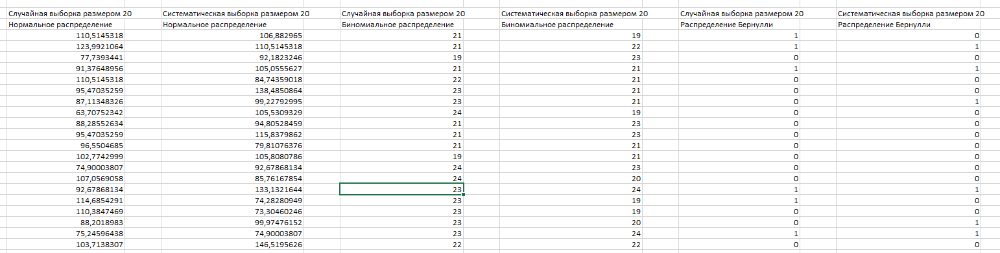 Случайная выборка размером 20 Систематическая выборка размером 20 Случайная выборка размером 20 Систематическая выборка размером 20 Случайная выборка размером 20 Систематическая выборка размером 20
Нормальное распределение Нормальное распределение Биномиальное распределение Биномиальное распределение Распределение Бернулли Распределение Бернулли
110,5145318 106,882965 21 19 1 0
123,9921064 110,5145318 21 22 1 1
77,7393441 92,1823246 19 23 0 0
91,37648956 105,0555627 21 21 1 1
110,5145318 84,74359018 22 21 0 0
95,47035259 138,4850864 23 21 0 0
87,11348326 99,22792995 23 21 0 1
63,70752342 105,5309329 24 19 0 0
88,28552634 94,80528459 21 23 0 0
95,47035259 115,8379862 21 23 0 0
96,5504685 79,81076376 21 21 0 0
102,7742999 105,8080786 19 21 0 0
74,90003807 92,67868134 24 23 0 0
107,0569058 85,76167854 24 20 0 0
92,67868134 133,1321644 23 24 1 1
114,6854291 74,28280949 23 19 1 0
110,3847469 73,30460246 23 19 0 0
88,2018983 99,97476152 23 20 0 1
75,24596438 74,90003807 23 24 1 1
103,7138307 146,5195626 22 22 0 0